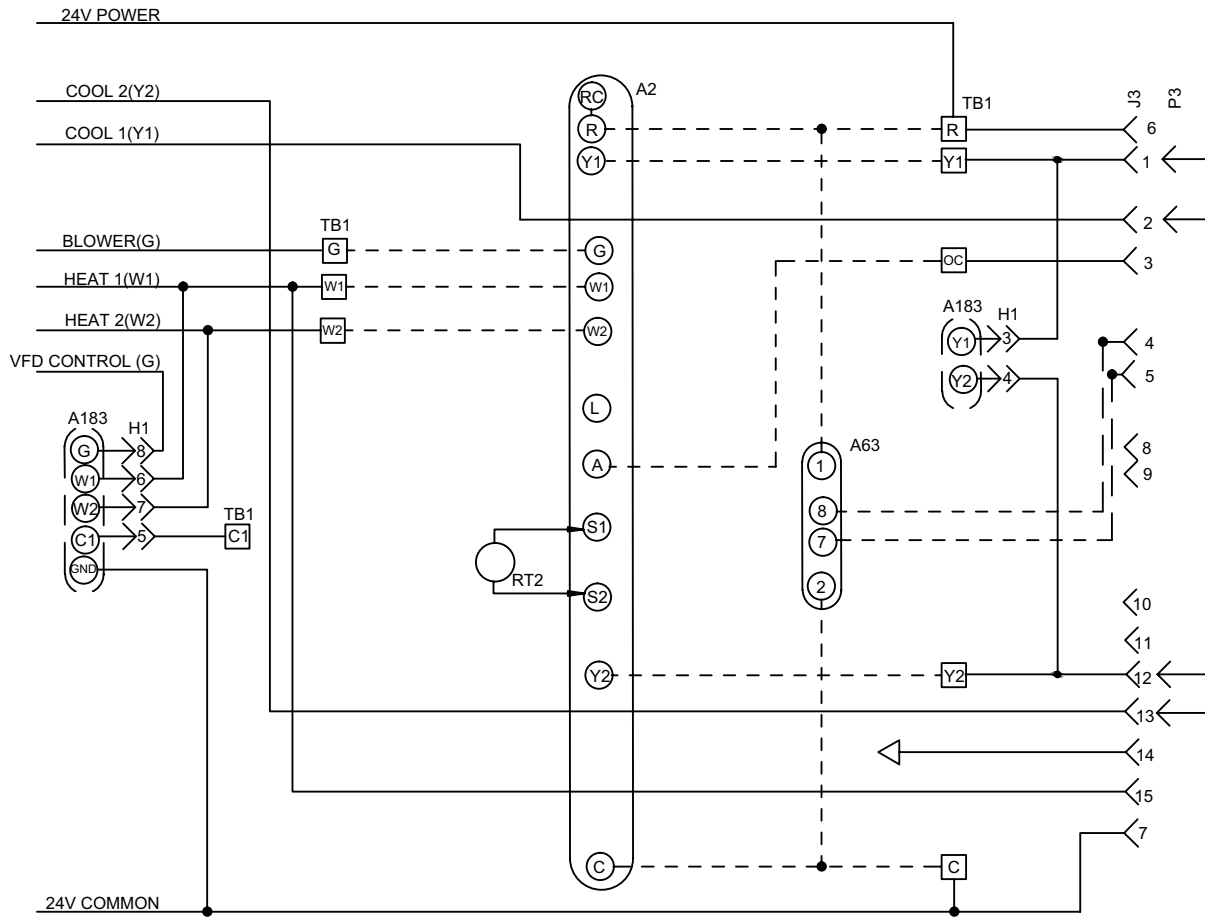 24V POWER
COOL 2(Y2)
COOL 1(Y1)
BLOWER(G)
HEAT 1(W1)
HEAT 2(W2)
VFD CONTROL (G)
A183
H1
G
8
W1
6
W2
7
C1
5
GND
TB1
C1
24V COMMON
TB1
G
W1
W2
A2
RC
R
Y1
G
W1
W2
L
A
S1
S2
Y2
C
RT2
A63
1
8
7
2
TB1
R
Y1
OC
A183
H1
Y1
3
Y2
4
Y2
C
J3
P3
6
1
2
3
4
5
8
9
10
11
12
13
14
15
7